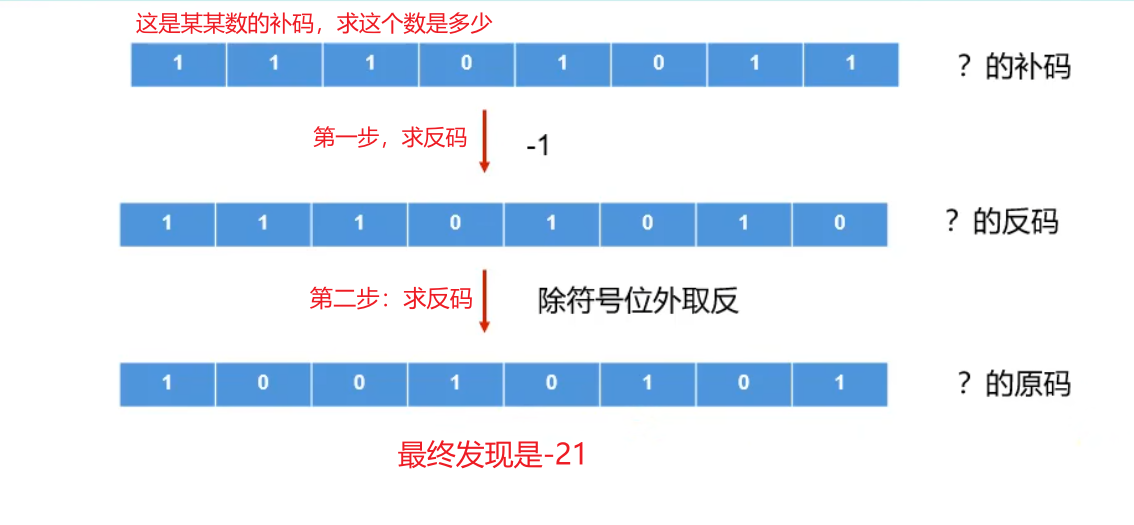 这是某某数的补码，求这个数是多少
1 1 1 0 1 0 1 1 ？的补码
第一步，求反码 -1
1 1 1 0 1 0 1 0 ？的反码
第二步：求反码 除符号位外取反
1 0 0 1 0 1 0 1 ？的原码
最终发现是-21